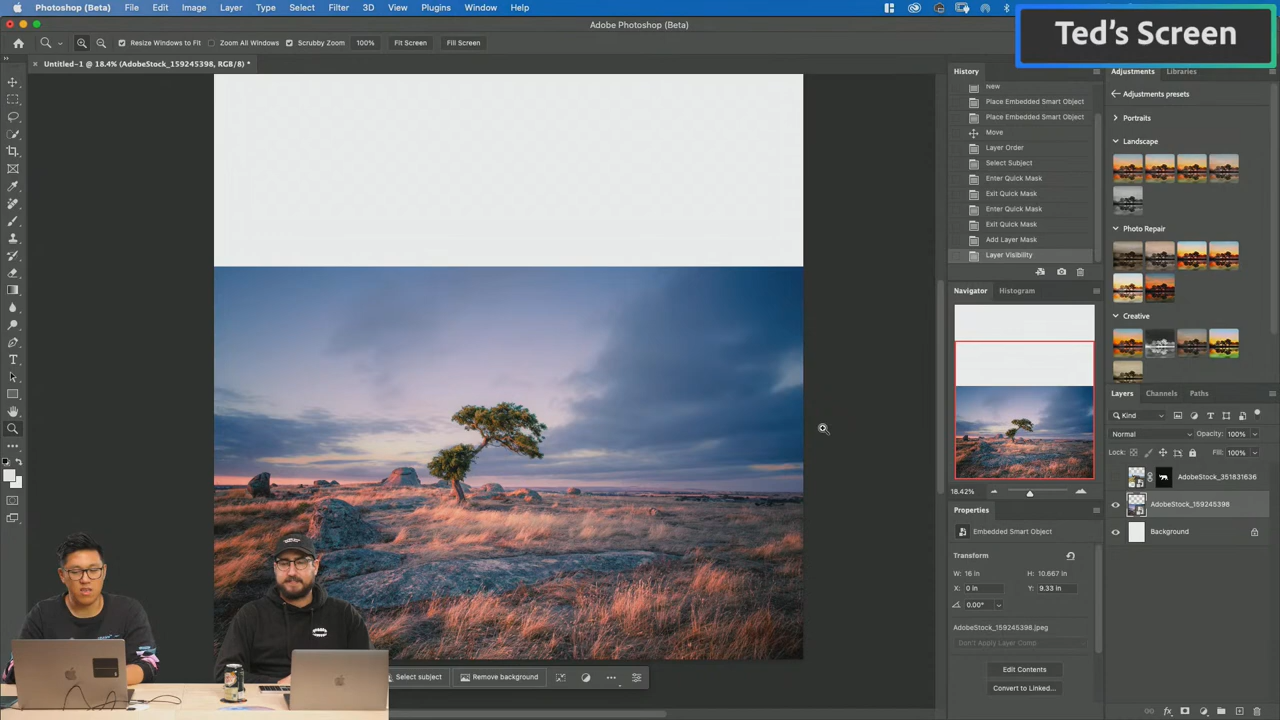 Photoshop (Beta) File Edit Image Layer Type Select Filter 3D View Plugins Window Help
Adobe Photoshop (Beta)
Ted's Screen
Resize Windows to Fit Zoom All Windows Scrubby Zoom 100% Fit Screen Fill Screen
Untitled-1 @ 18.4% (AdobeStock_159245398, RGB/8) *
History
New
Place Embedded Smart Object
Place Embedded Smart Object
Move
Layer Order
Select Subject
Enter Quick Mask
Exit Quick Mask
Enter Quick Mask
Exit Quick Mask
Add Layer Mask
Layer Visibility
Navigator Histogram
18.42%
Properties
Embedded Smart Object
Transform
W: 16 in H: 10.667 in
X: 0 in Y: 9.33 in
0.00°
AdobeStock_159245398.jpeg
Don't Apply Layer Comp
Edit Contents
Convert to Linked...
Adjustments Libraries
Adjustments presets
Portraits
Landscape
Photo Repair
Creative
Layers Channels Paths
Kind
Normal Opacity: 100%
Lock: Fill: 100%
AdobeStock_351831636
AdobeStock_159245398
Background
Select subject Remove background